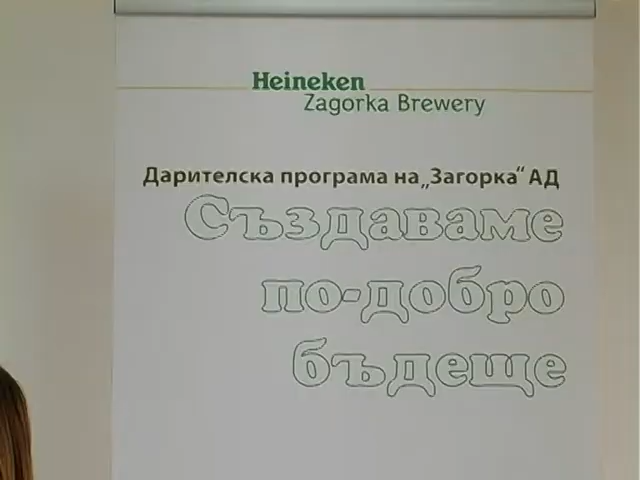 Heineken
Zagorka Brewery
Дарителска програма на „Загорка“ АД
Създаваме
по-добро
бъдеще